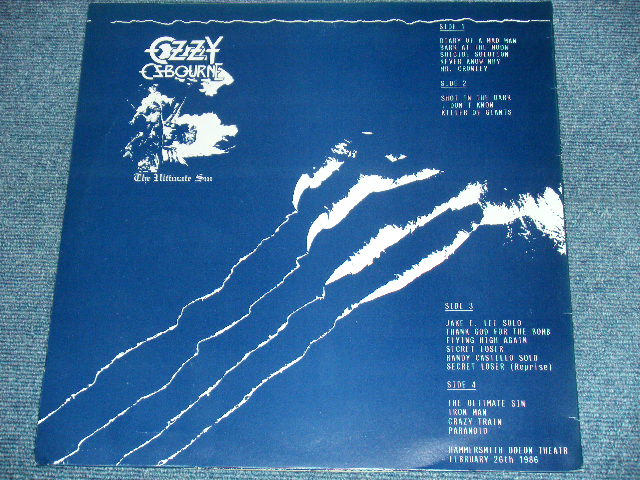 OZZY
OSBOURNE
The Ultimate Sin
SIDE 1
DIARY OF A MAD MAN
BARK AT THE MOON
SUICIDE SOLUTION
NEVER KNOW WHY
MR. CROWLEY
SIDE 2
SHOT IN THE DARK
I DON'T KNOW
KILLER OF GIANTS
SIDE 3
JAKE E. LEE SOLO
THANK GOD FOR THE BOMB
FLYING HIGH AGAIN
SECRET LOSER
RANDY CASTILLO SOLO
SECRET LOSER (Reprise)
SIDE 4
THE ULTIMATE SIN
IRON MAN
CRAZY TRAIN
PARANOID
HAMMERSMITH ODEON THEATR
FEBRUARY 26th 1986